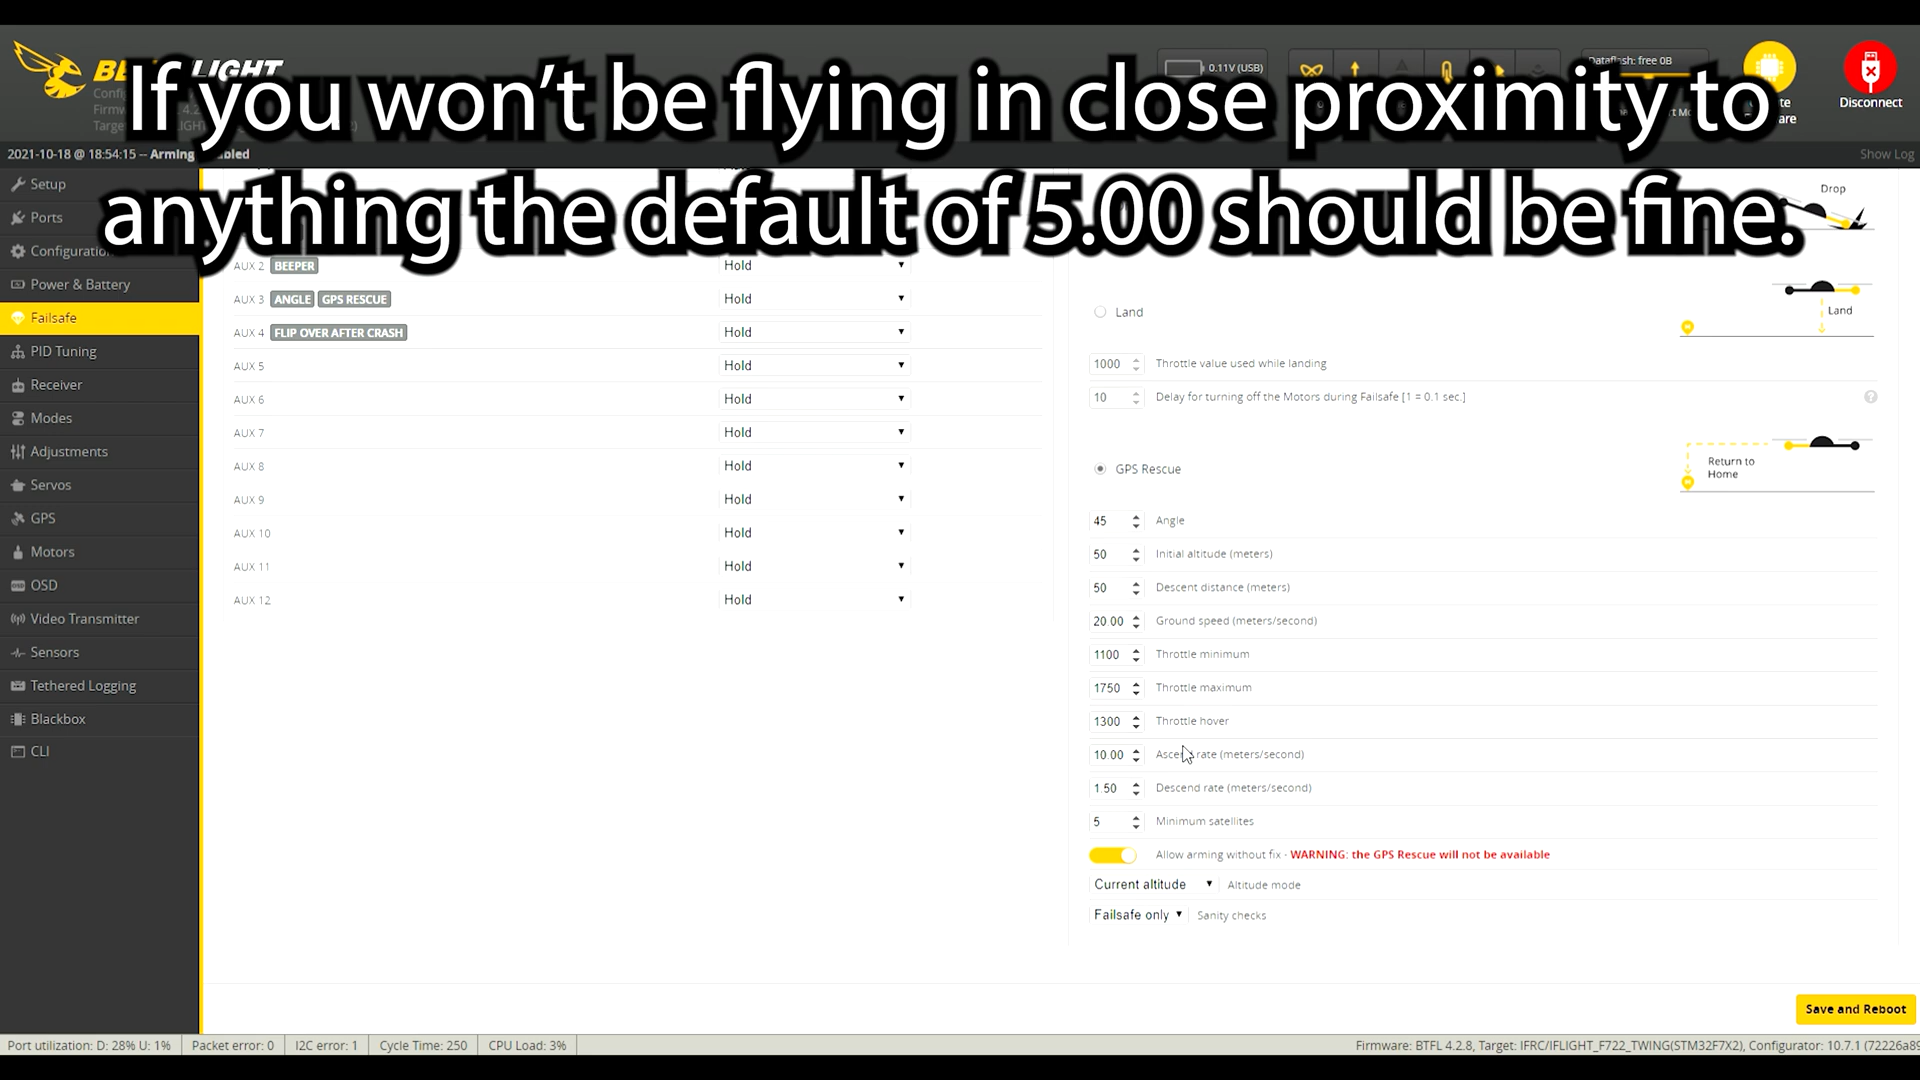 If you won’t be flying in close proximity to
anything the default of 5.00 should be fine.
LIGHT
0.11V (USB)
Dataflash: free 0B
Disconnect
2021-10-18 @ 18:54:15 -- Arming
Show Log
Setup
Ports
Power & Battery
Failsafe
PID Tuning
Receiver
Modes
Adjustments
Servos
GPS
Motors
OSD
Video Transmitter
Sensors
Tethered Logging
Blackbox
CLI
AUX 2 BEEPER Hold
AUX 3 ANGLE GPS RESCUE Hold
AUX 4 FLIP OVER AFTER CRASH Hold
AUX 5 Hold
AUX 6 Hold
AUX 7 Hold
AUX 8 Hold
AUX 9 Hold
AUX 10 Hold
AUX 11 Hold
AUX 12 Hold
Drop
Land
Land
1000 Throttle value used while landing
10 Delay for turning off the Motors during Failsafe [1 = 0.1 sec.]
?
GPS Rescue
Return to
Home
45 Angle
50 Initial altitude (meters)
50 Descent distance (meters)
20.00 Ground speed (meters/second)
1100 Throttle minimum
1750 Throttle maximum
1300 Throttle hover
10.00 Ascend rate (meters/second)
1.50 Descend rate (meters/second)
5 Minimum satellites
Allow arming without fix - WARNING: the GPS Rescue will not be available
Current altitude Altitude mode
Failsafe only Sanity checks
Save and Reboot
Port utilization: D: 28% U: 1% Packet error: 0 I2C error: 1 Cycle Time: 250 CPU Load: 3%
Firmware: BTFL 4.2.8, Target: IFRC/IFLIGHT_F722_TWING(STM32F7X2), Configurator: 10.7.1 (72226a89